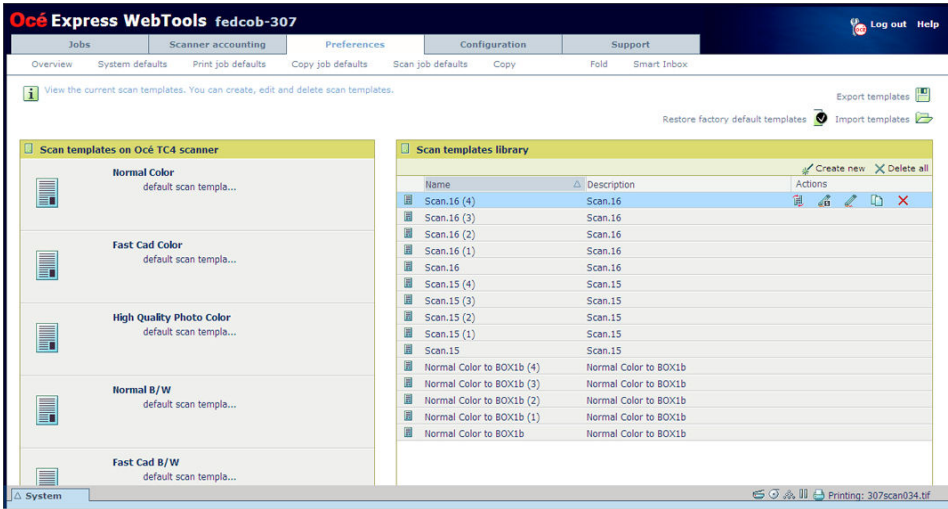 Océ Express WebTools fedcob-307
Log out Help
Jobs Scanner accounting Preferences Configuration Support
Overview System defaults Print job defaults Copy job defaults Scan job defaults Copy Fold Smart Inbox
View the current scan templates. You can create, edit and delete scan templates.
Export templates
Restore factory default templates Import templates
Scan templates on Océ TC4 scanner
Normal Color
default scan templa...
Fast Cad Color
default scan templa...
High Quality Photo Color
default scan templa...
Normal B/W
default scan templa...
Fast Cad B/W
default scan templa...
Scan templates library
Create new Delete all
Name Description Actions
Scan.16 (4) Scan.16
Scan.16 (3) Scan.16
Scan.16 (2) Scan.16
Scan.16 (1) Scan.16
Scan.16 Scan.16
Scan.15 (4) Scan.15
Scan.15 (3) Scan.15
Scan.15 (2) Scan.15
Scan.15 (1) Scan.15
Scan.15 Scan.15
Normal Color to BOX1b (4) Normal Color to BOX1b
Normal Color to BOX1b (3) Normal Color to BOX1b
Normal Color to BOX1b (2) Normal Color to BOX1b
Normal Color to BOX1b (1) Normal Color to BOX1b
Normal Color to BOX1b Normal Color to BOX1b
System
Printing: 307scan034.tif